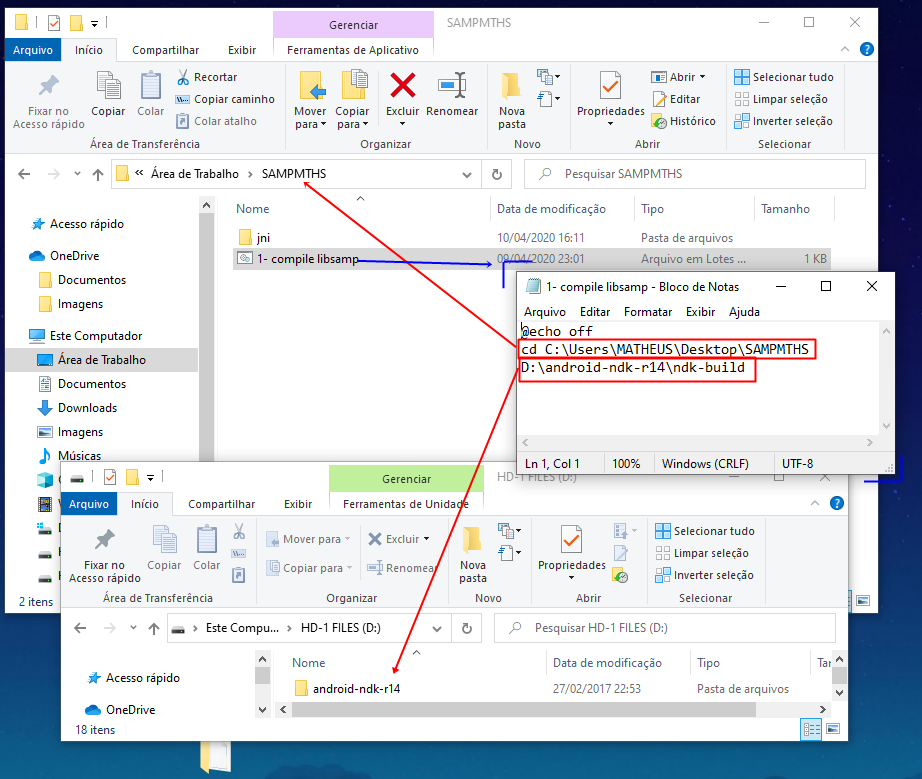 Gerenciar
SAMPMTHS
Arquivo
Início
Compartilhar
Exibir
Ferramentas de Aplicativo
Fixar no
Acesso rápido
Copiar
Colar
Recortar
Copiar caminho
Colar atalho
Mover
para
Copiar
para
Excluir
Renomear
Nova
pasta
Propriedades
Abrir
Editar
Histórico
Selecionar tudo
Limpar seleção
Inverter seleção
Área de Transferência
Organizar
Novo
Abrir
Selecionar
« Área de Trabalho > SAMPMTHS
Pesquisar SAMPMTHS
Nome
Data de modificação
Tipo
Tamanho
jni
10/04/2020 16:11
Pasta de arquivos
1- compile libsamp
09/04/2020 23:01
Arquivo em Lotes ...
1 KB
Acesso rápido
OneDrive
Documentos
Imagens
Este Computador
Área de Trabalho
Documentos
Downloads
Imagens
Músicas
2 itens
1- compile libsamp - Bloco de Notas
Arquivo Editar Formatar Exibir Ajuda
@echo off
cd C:\Users\MATHEUS\Desktop\SAMPMTHS
D:\android-ndk-r14\ndk-build
Ln 1, Col 1
100%
Windows (CRLF)
UTF-8
Gerenciar
HD-1 FILES (D:)
Arquivo
Início
Compartilhar
Exibir
Ferramentas de Unidade
Fixar no
Acesso rápido
Copiar
Colar
Mover para
Copiar para
Excluir
Renomear
Nova
pasta
Propriedades
Selecionar tudo
Limpar seleção
Inverter seleção
Área de Transferência
Organizar
Novo
Abrir
Selecionar
Este Compu... > HD-1 FILES (D:)
Pesquisar HD-1 FILES (D:)
Nome
Data de modificação
Tipo
Acesso rápido
OneDrive
android-ndk-r14
27/02/2017 22:53
Pasta de arquivos
18 itens